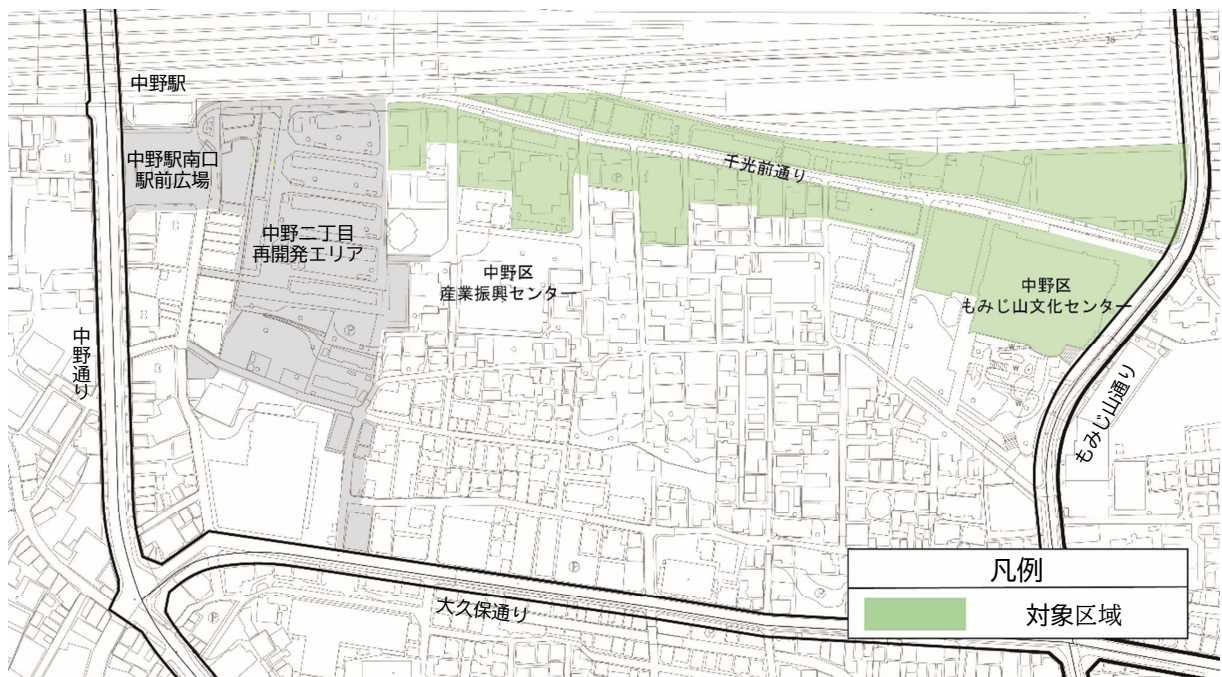 中野駅
中野駅南口
駅前広場
千光前通り
中野二丁目
再開発エリア
中野区
産業振興センター
中野区
もみじ山文化センター
中野通り
もみじ山通り
大久保通り
凡例
対象区域